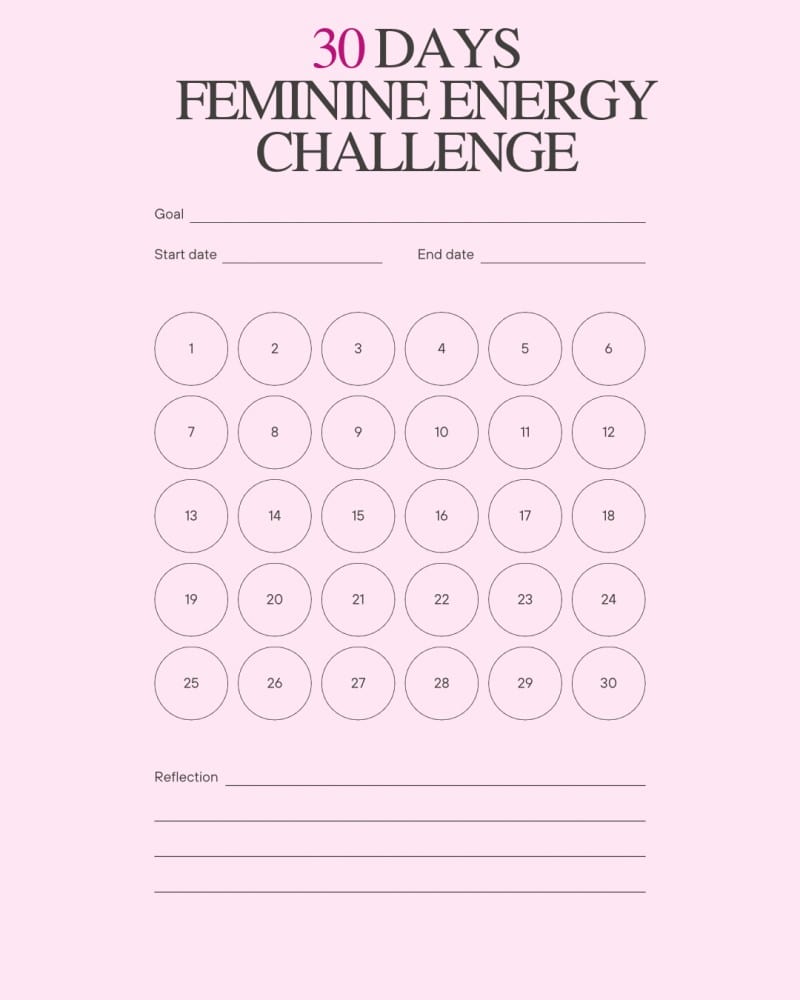 30 DAYS
FEMININE ENERGY
CHALLENGE
Goal
Start date End date
1 2 3 4 5 6
7 8 9 10 11 12
13 14 15 16 17 18
19 20 21 22 23 24
25 26 27 28 29 30
Reflection